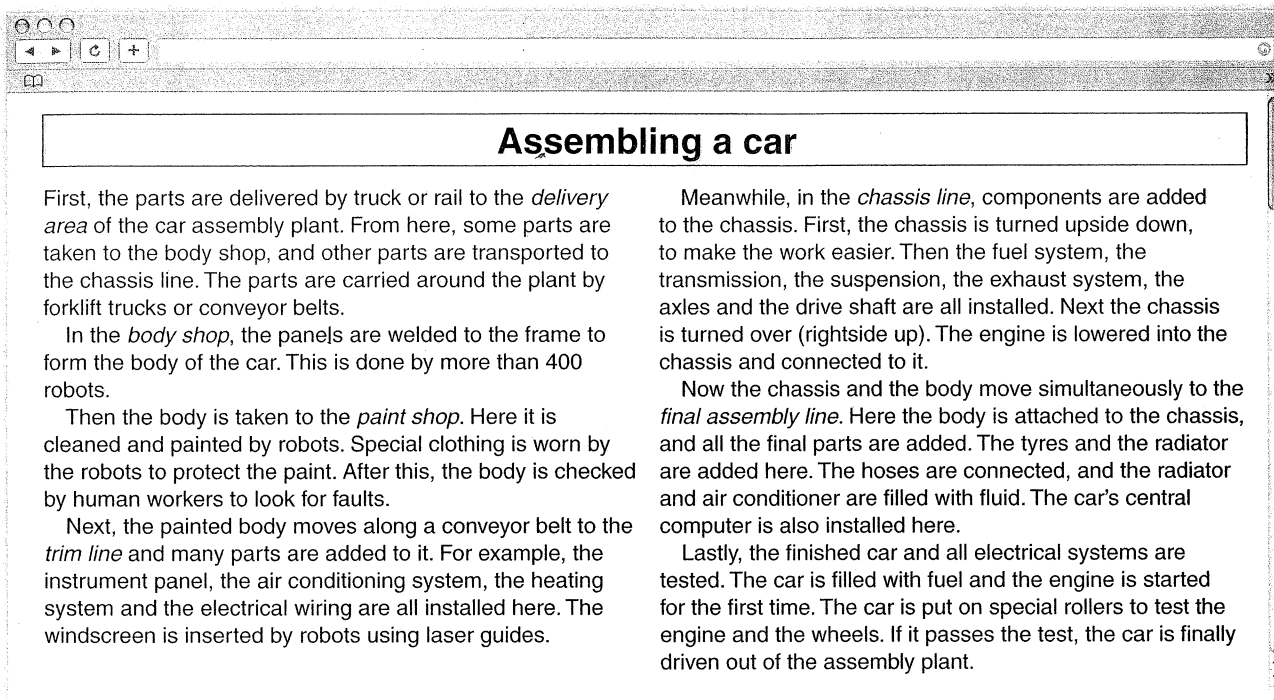 Assembling a car
First, the parts are delivered by truck or rail to the delivery
area of the car assembly plant. From here, some parts are
taken to the body shop, and other parts are transported to
the chassis line. The parts are carried around the plant by
forklift trucks or conveyor belts.
In the body shop, the panels are welded to the frame to
form the body of the car. This is done by more than 400
robots.
Then the body is taken to the paint shop. Here it is
cleaned and painted by robots. Special clothing is worn by
the robots to protect the paint. After this, the body is checked
by human workers to look for faults.
Next, the painted body moves along a conveyor belt to the
trim line and many parts are added to it. For example, the
instrument panel, the air conditioning system, the heating
system and the electrical wiring are all installed here. The
windscreen is inserted by robots using laser guides.
Meanwhile, in the chassis line, components are added
to the chassis. First, the chassis is turned upside down,
to make the work easier. Then the fuel system, the
transmission, the suspension, the exhaust system, the
axles and the drive shaft are all installed. Next the chassis
is turned over (rightside up). The engine is lowered into the
chassis and connected to it.
Now the chassis and the body move simultaneously to the
final assembly line. Here the body is attached to the chassis,
and all the final parts are added. The tyres and the radiator
are added here. The hoses are connected, and the radiator
and air conditioner are filled with fluid. The car's central
computer is also installed here.
Lastly, the finished car and all electrical systems are
tested. The car is filled with fuel and the engine is started
for the first time. The car is put on special rollers to test the
engine and the wheels. If it passes the test, the car is finally
driven out of the assembly plant.